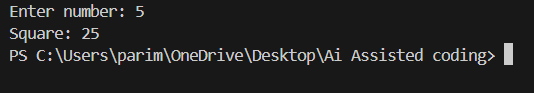 Enter number: 5
Square: 25
PS C:\Users\parim\OneDrive\Desktop\Ai Assisted coding>